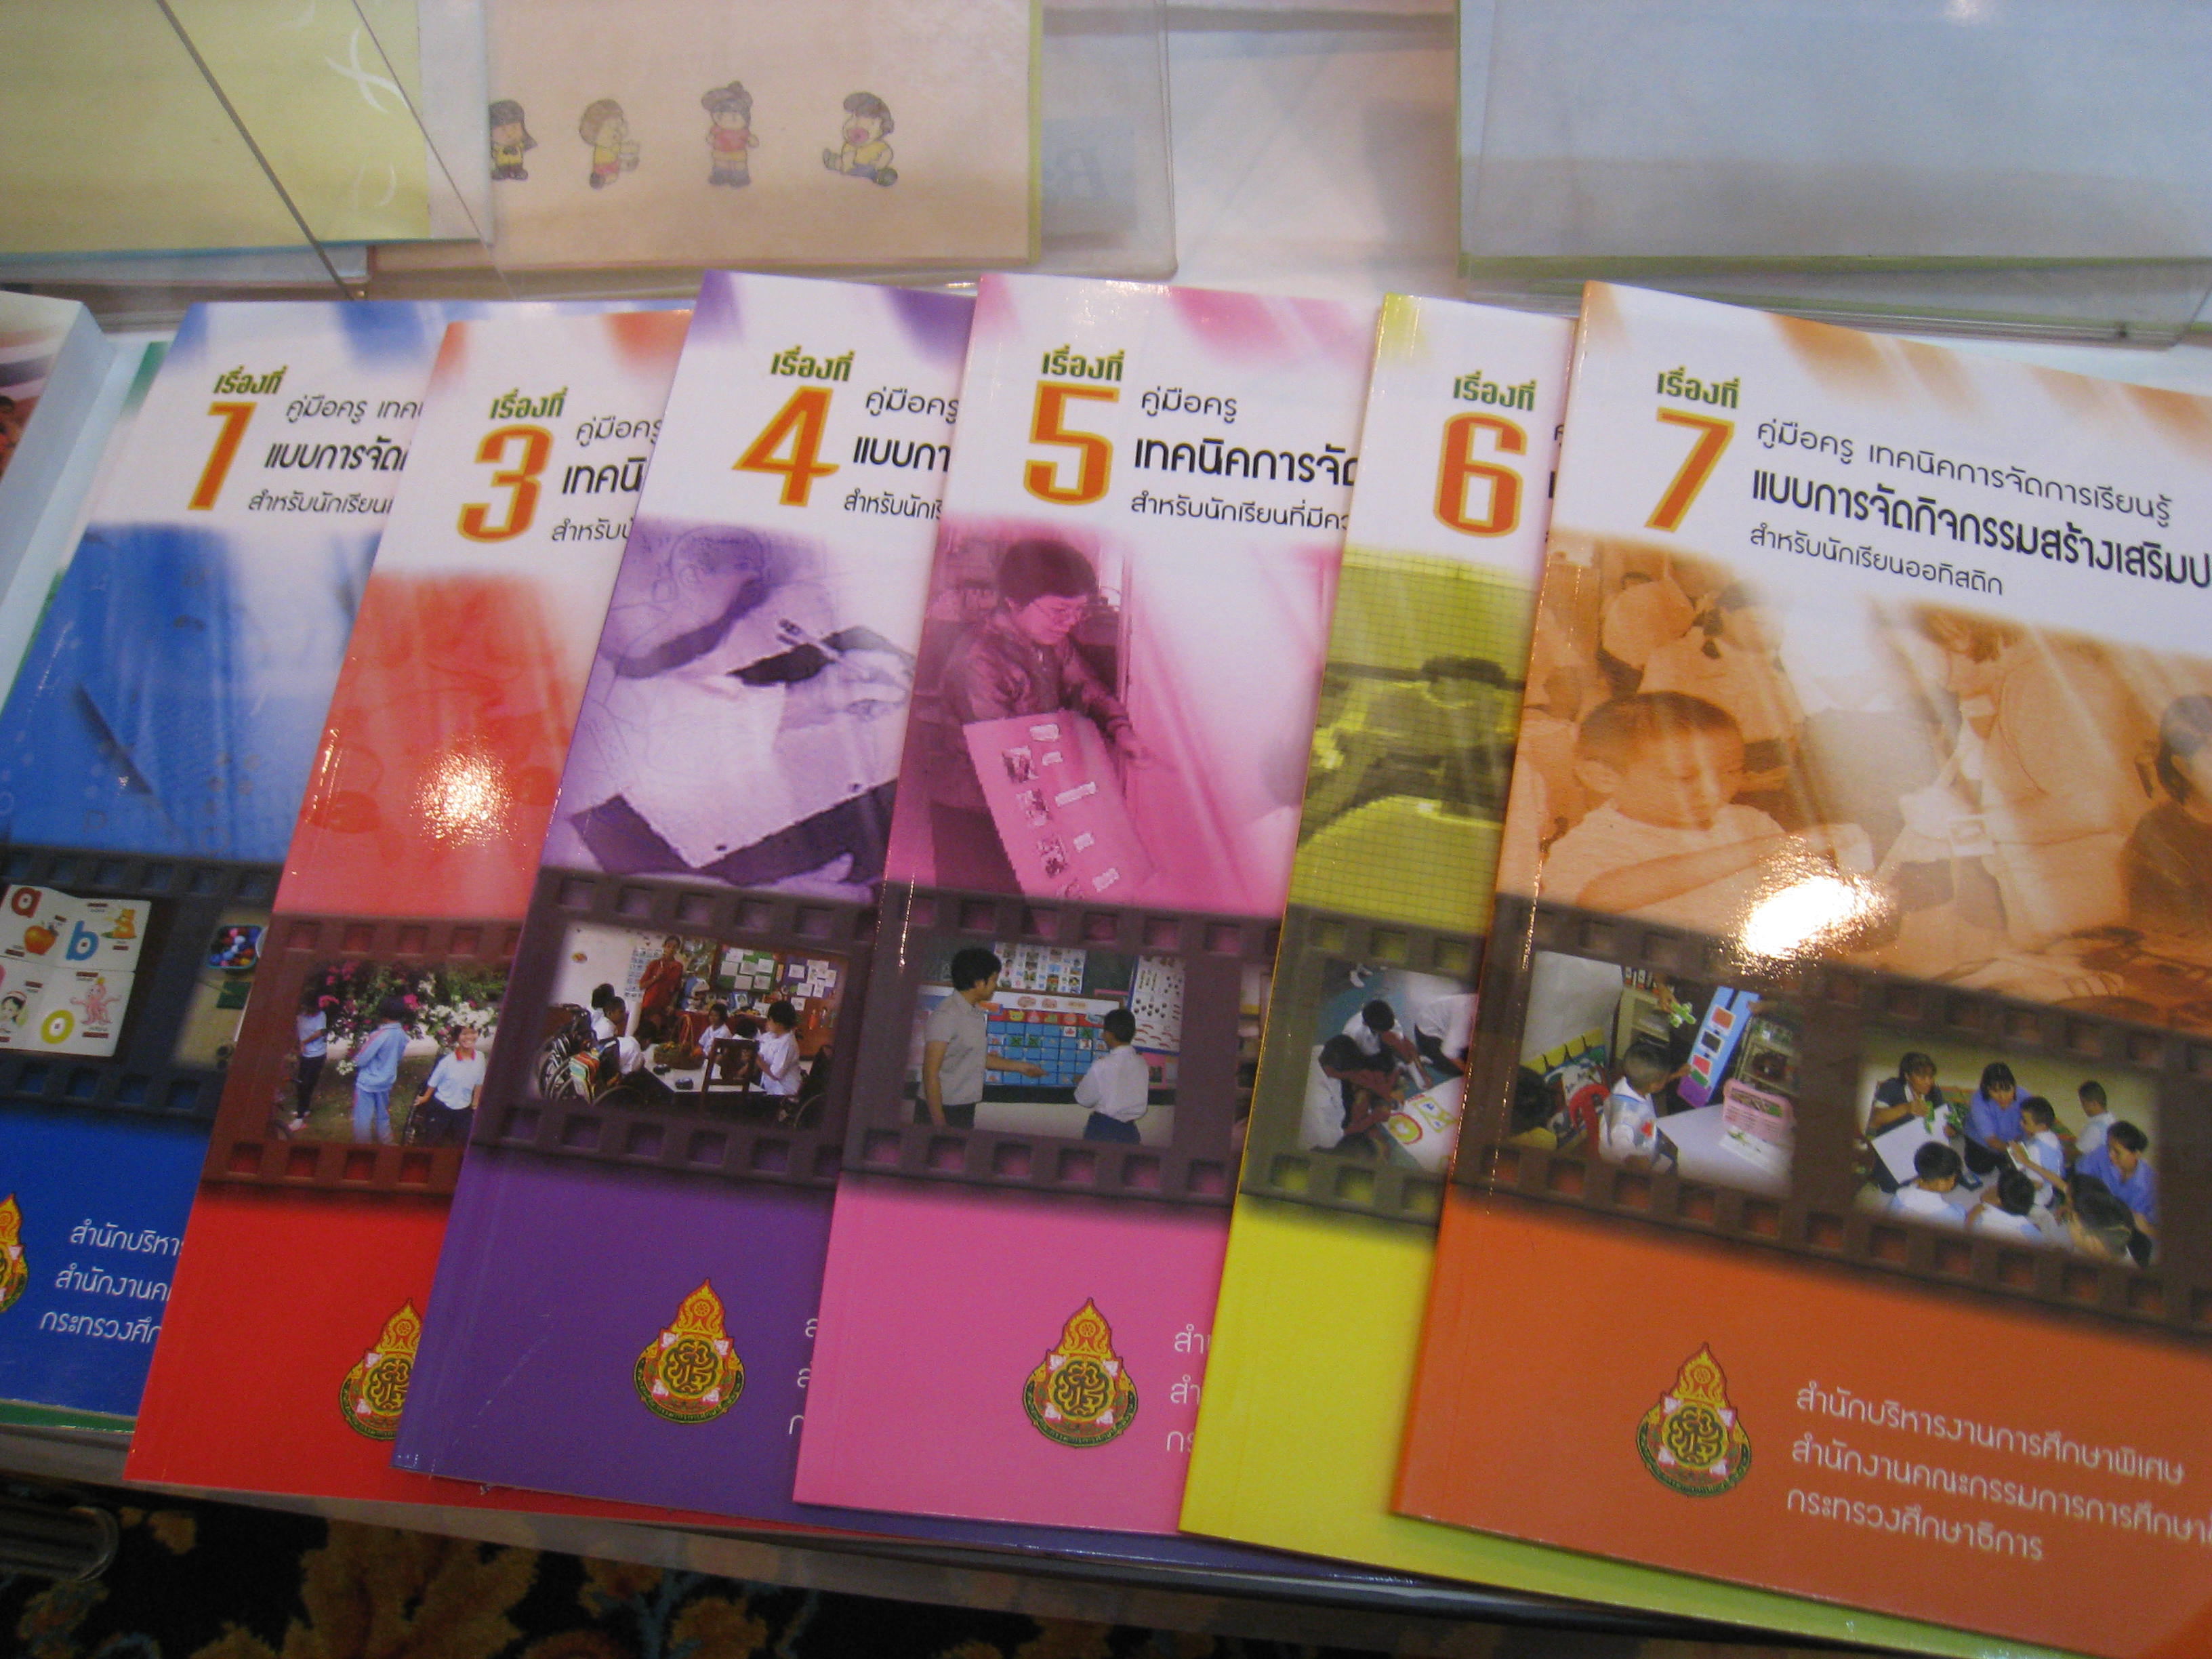 เรื่องที่
1
คู่มือครู
แบบการจัด
สำหรับนักเรียน
a
b
o
สำนักบริหา
สำนักงานค
กระทรวงศึก
เรื่องที่
3
คู่มือครู
เทคนิ
สำหรับ
เรื่องที่
4
คู่มือครู
แบบกา
สำหรับนักเรี
เรื่องที่
5
คู่มือครู
เทคนิคการจัด
สำหรับนักเรียนที่มีคว
สำ
สำ
กร
เรื่องที่
6
เรื่องที่
7
คู่มือครู เทคนิคการจัดการเรียนรู้
แบบการจัดกิจกรรมสร้างเสริมป
สำหรับนักเรียนออทิสติก
สำนักบริหารงานการศึกษาพิเศษ
สำนักงานคณะกรรมการการศึกษา
กระทรวงศึกษาธิการ